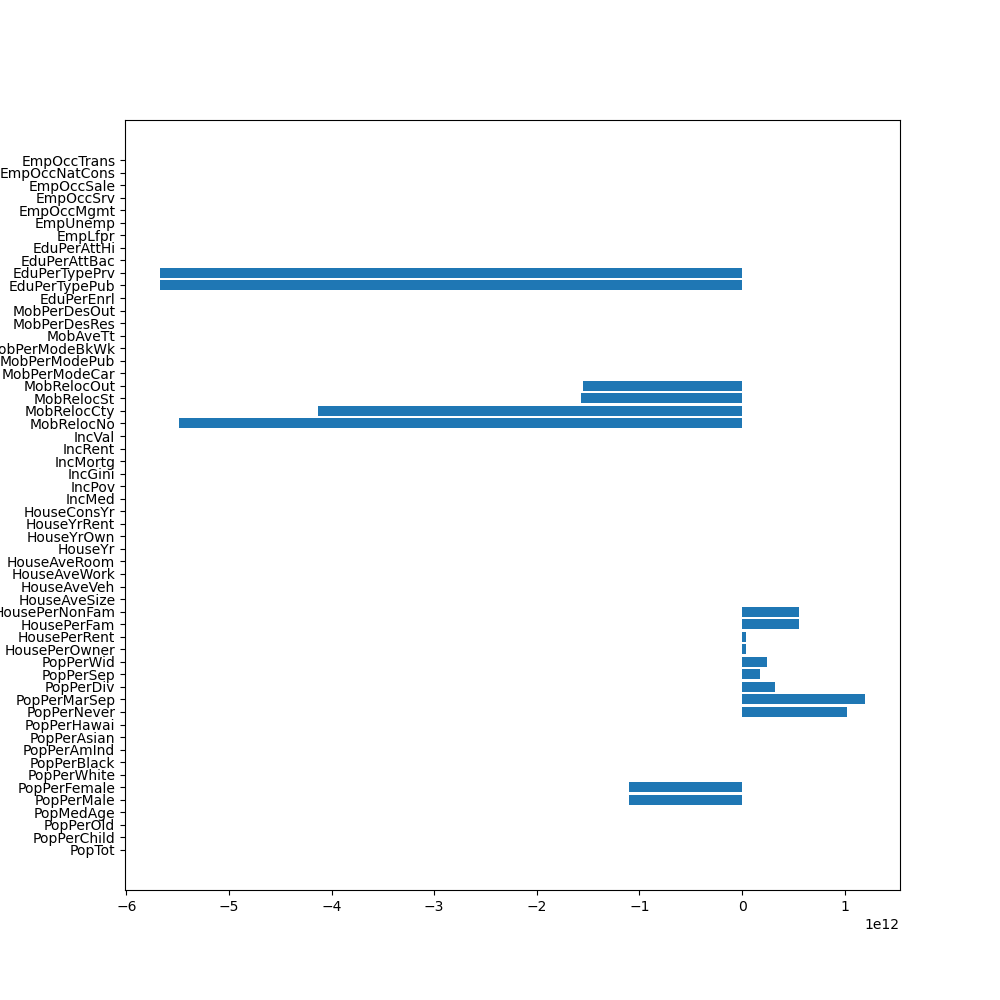 EmpOccTrans
EmpOccNatCons
EmpOccSale
EmpOccSrv
EmpOccMgmt
EmpUnemp
EmpLfpr
EduPerAttHi
EduPerAttBac
EduPerTypePrv
EduPerTypePub
EduPerEnrl
MobPerDesOut
MobPerDesRes
MobAveTt
obPerModeBkWk
MobPerModePub
MobPerModeCar
MobRelocOut
MobRelocSt
MobRelocCty
MobRelocNo
IncVal
IncRent
IncMortg
IncGini
IncPov
IncMed
HouseConsYr
HouseYrRent
HouseYrOwn
HouseYr
HouseAveRoom
HouseAveWork
HouseAveVeh
HouseAveSize
HousePerNonFam
HousePerFam
HousePerRent
HousePerOwner
PopPerWid
PopPerSep
PopPerDiv
PopPerMarSep
PopPerNever
PopPerHawai
PopPerAsian
PopPerAmInd
PopPerBlack
PopPerWhite
PopPerFemale
PopPerMale
PopMedAge
PopPerOld
PopPerChild
PopTot
−6 −5 −4 −3 −2 −1 0 1
1e12